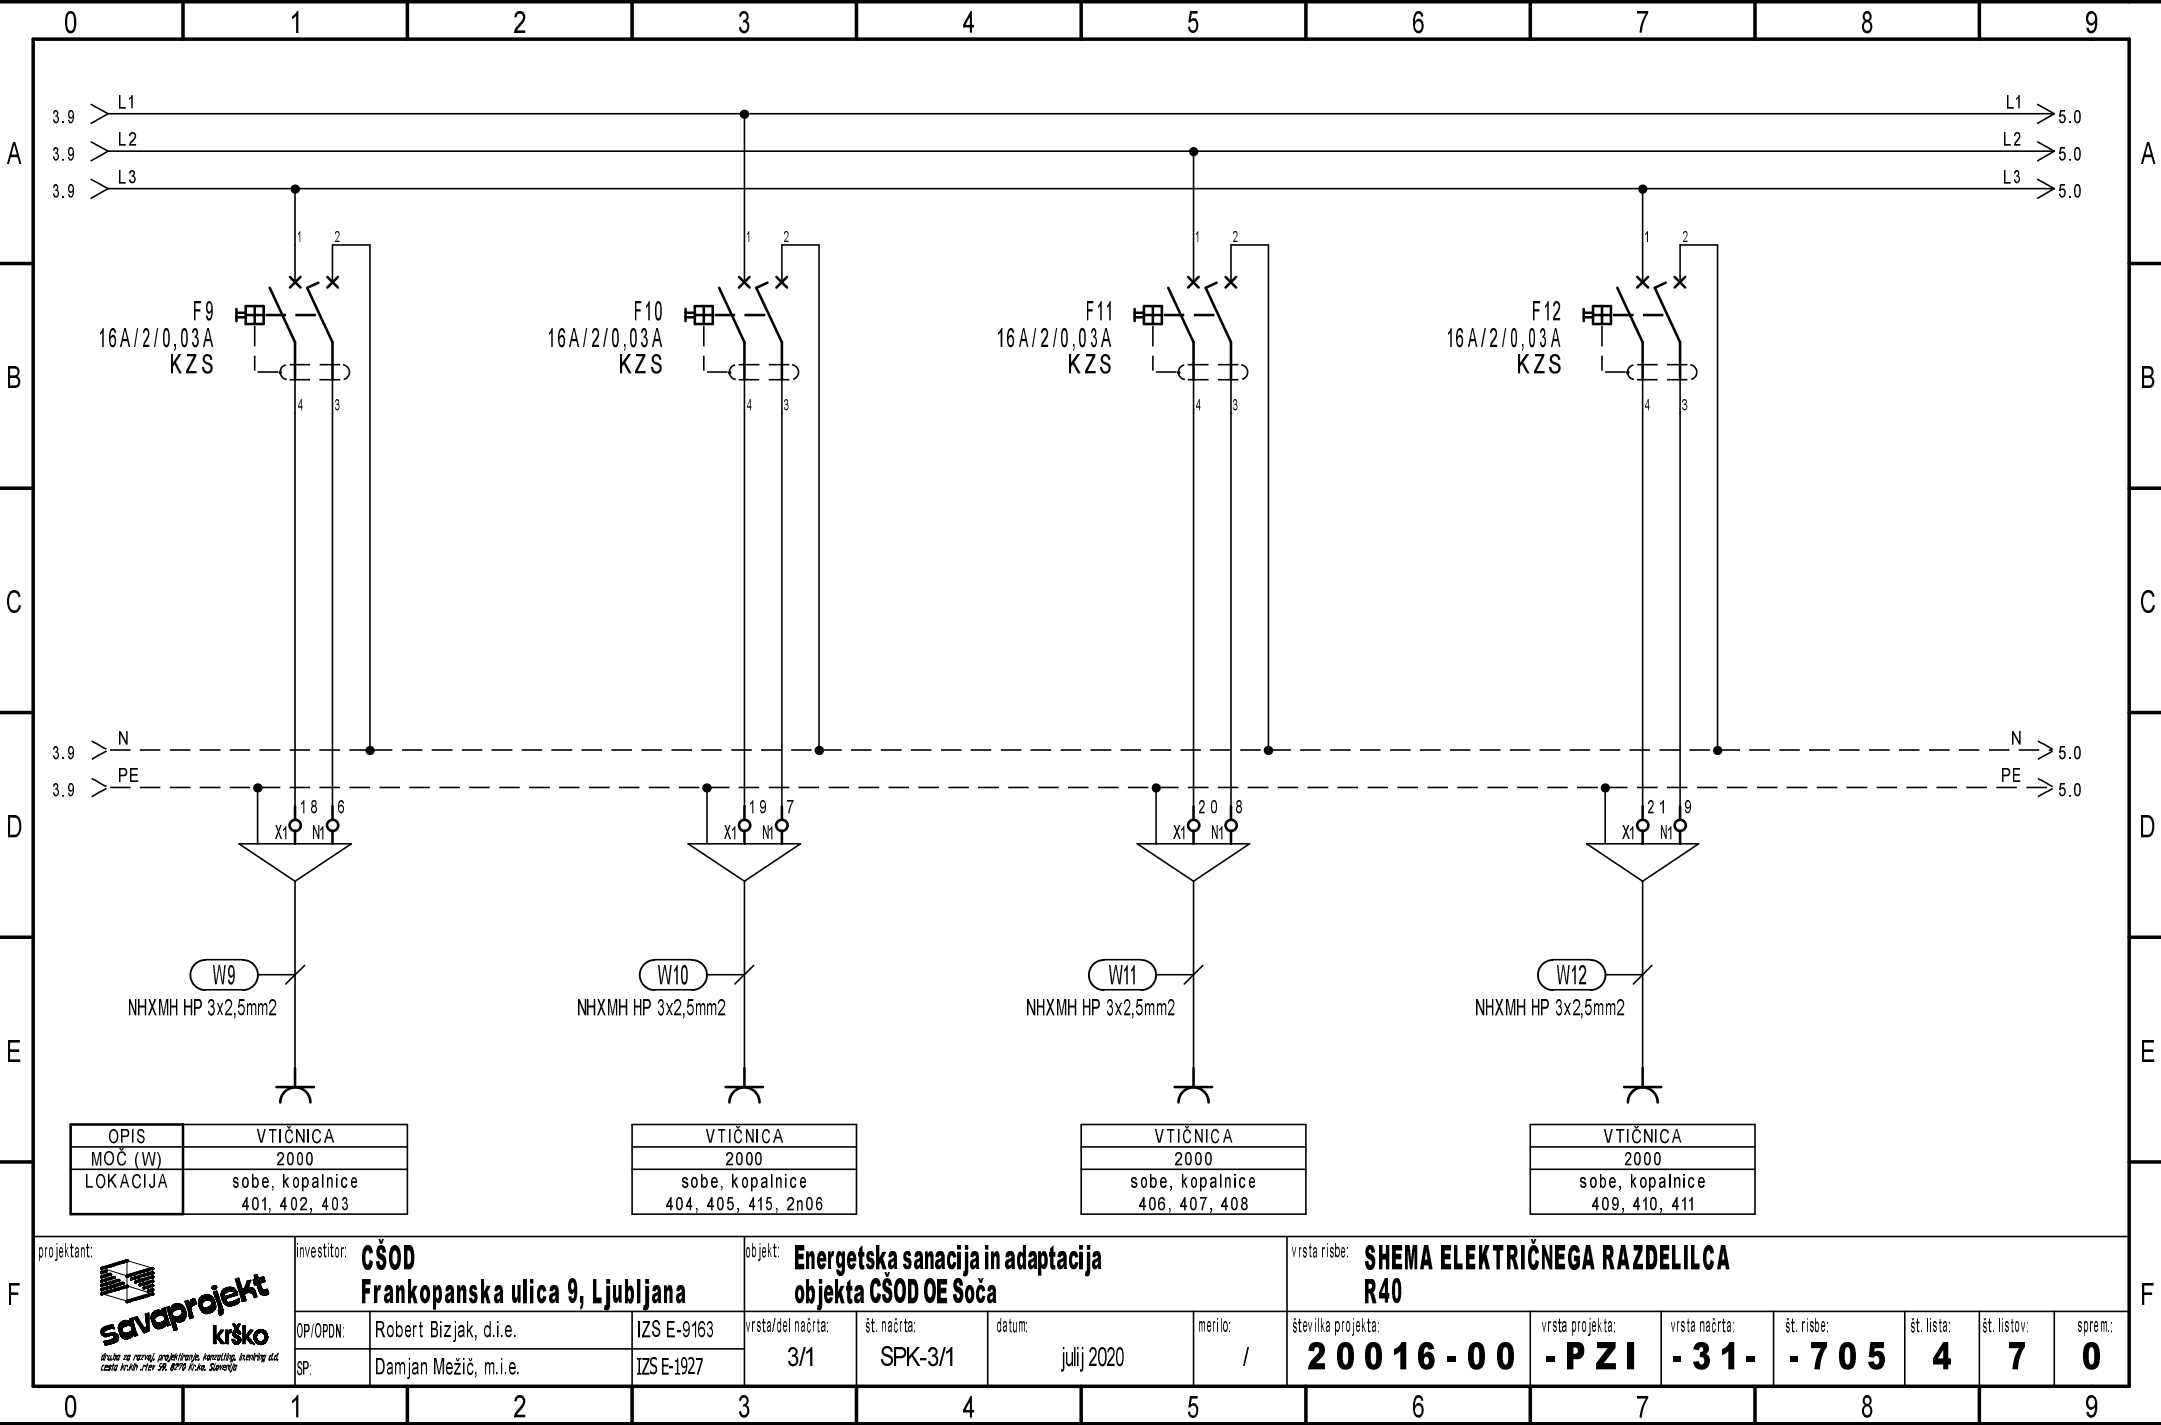 0 1 2 3 4 5 6 7 8 9
A A
B B
C C
D D
E E
F F
3.9 L1 L1 5.0
3.9 L2 L2 5.0
3.9 L3 L3 5.0
1 2 1 2 1 2 1 2
F9 F10 F11 F12
16A/2/0,03A 16A/2/0,03A 16A/2/0,03A 16A/2/0,03A
KZS KZS KZS KZS
4 3 4 3 4 3 4 3
3.9 N N 5.0
3.9 PE PE 5.0
18 6 19 7 20 8 21 9
X1 N1 X1 N1 X1 N1 X1 N1
W9 W10 W11 W12
NHXMH HP 3x2,5mm2 NHXMH HP 3x2,5mm2 NHXMH HP 3x2,5mm2 NHXMH HP 3x2,5mm2
OPIS VTIČNICA VTIČNICA VTIČNICA VTIČNICA
MOČ (W) 2000 2000 2000 2000
LOKACIJA sobe, kopalnice sobe, kopalnice sobe, kopalnice sobe, kopalnice
401, 402, 403 404, 405, 415, 2n06 406, 407, 408 409, 410, 411
projektant:
savaprojekt
krško
investitor: CŠOD
Frankopanska ulica 9, Ljubljana
objekt: Energetska sanacija in adaptacija
objekta CŠOD OE Soča
vrsta risbe: SHEMA ELEKTRIČNEGA RAZDELILCA
R40
OP/OPDN: Robert Bizjak, d.i.e. IZS E-9163
SP: Damjan Mežič, m.i.e. IZS E-1927
vrsta/del načrta: 3/1
št. načrta: SPK-3/1
datum: julij 2020
merilo: /
številka projekta: 20016-00
vrsta projekta: -PZI
vrsta načrta: -31-
št. risbe: -705
št. lista: 4
št. listov: 7
sprem.: 0
0 1 2 3 4 5 6 7 8 9